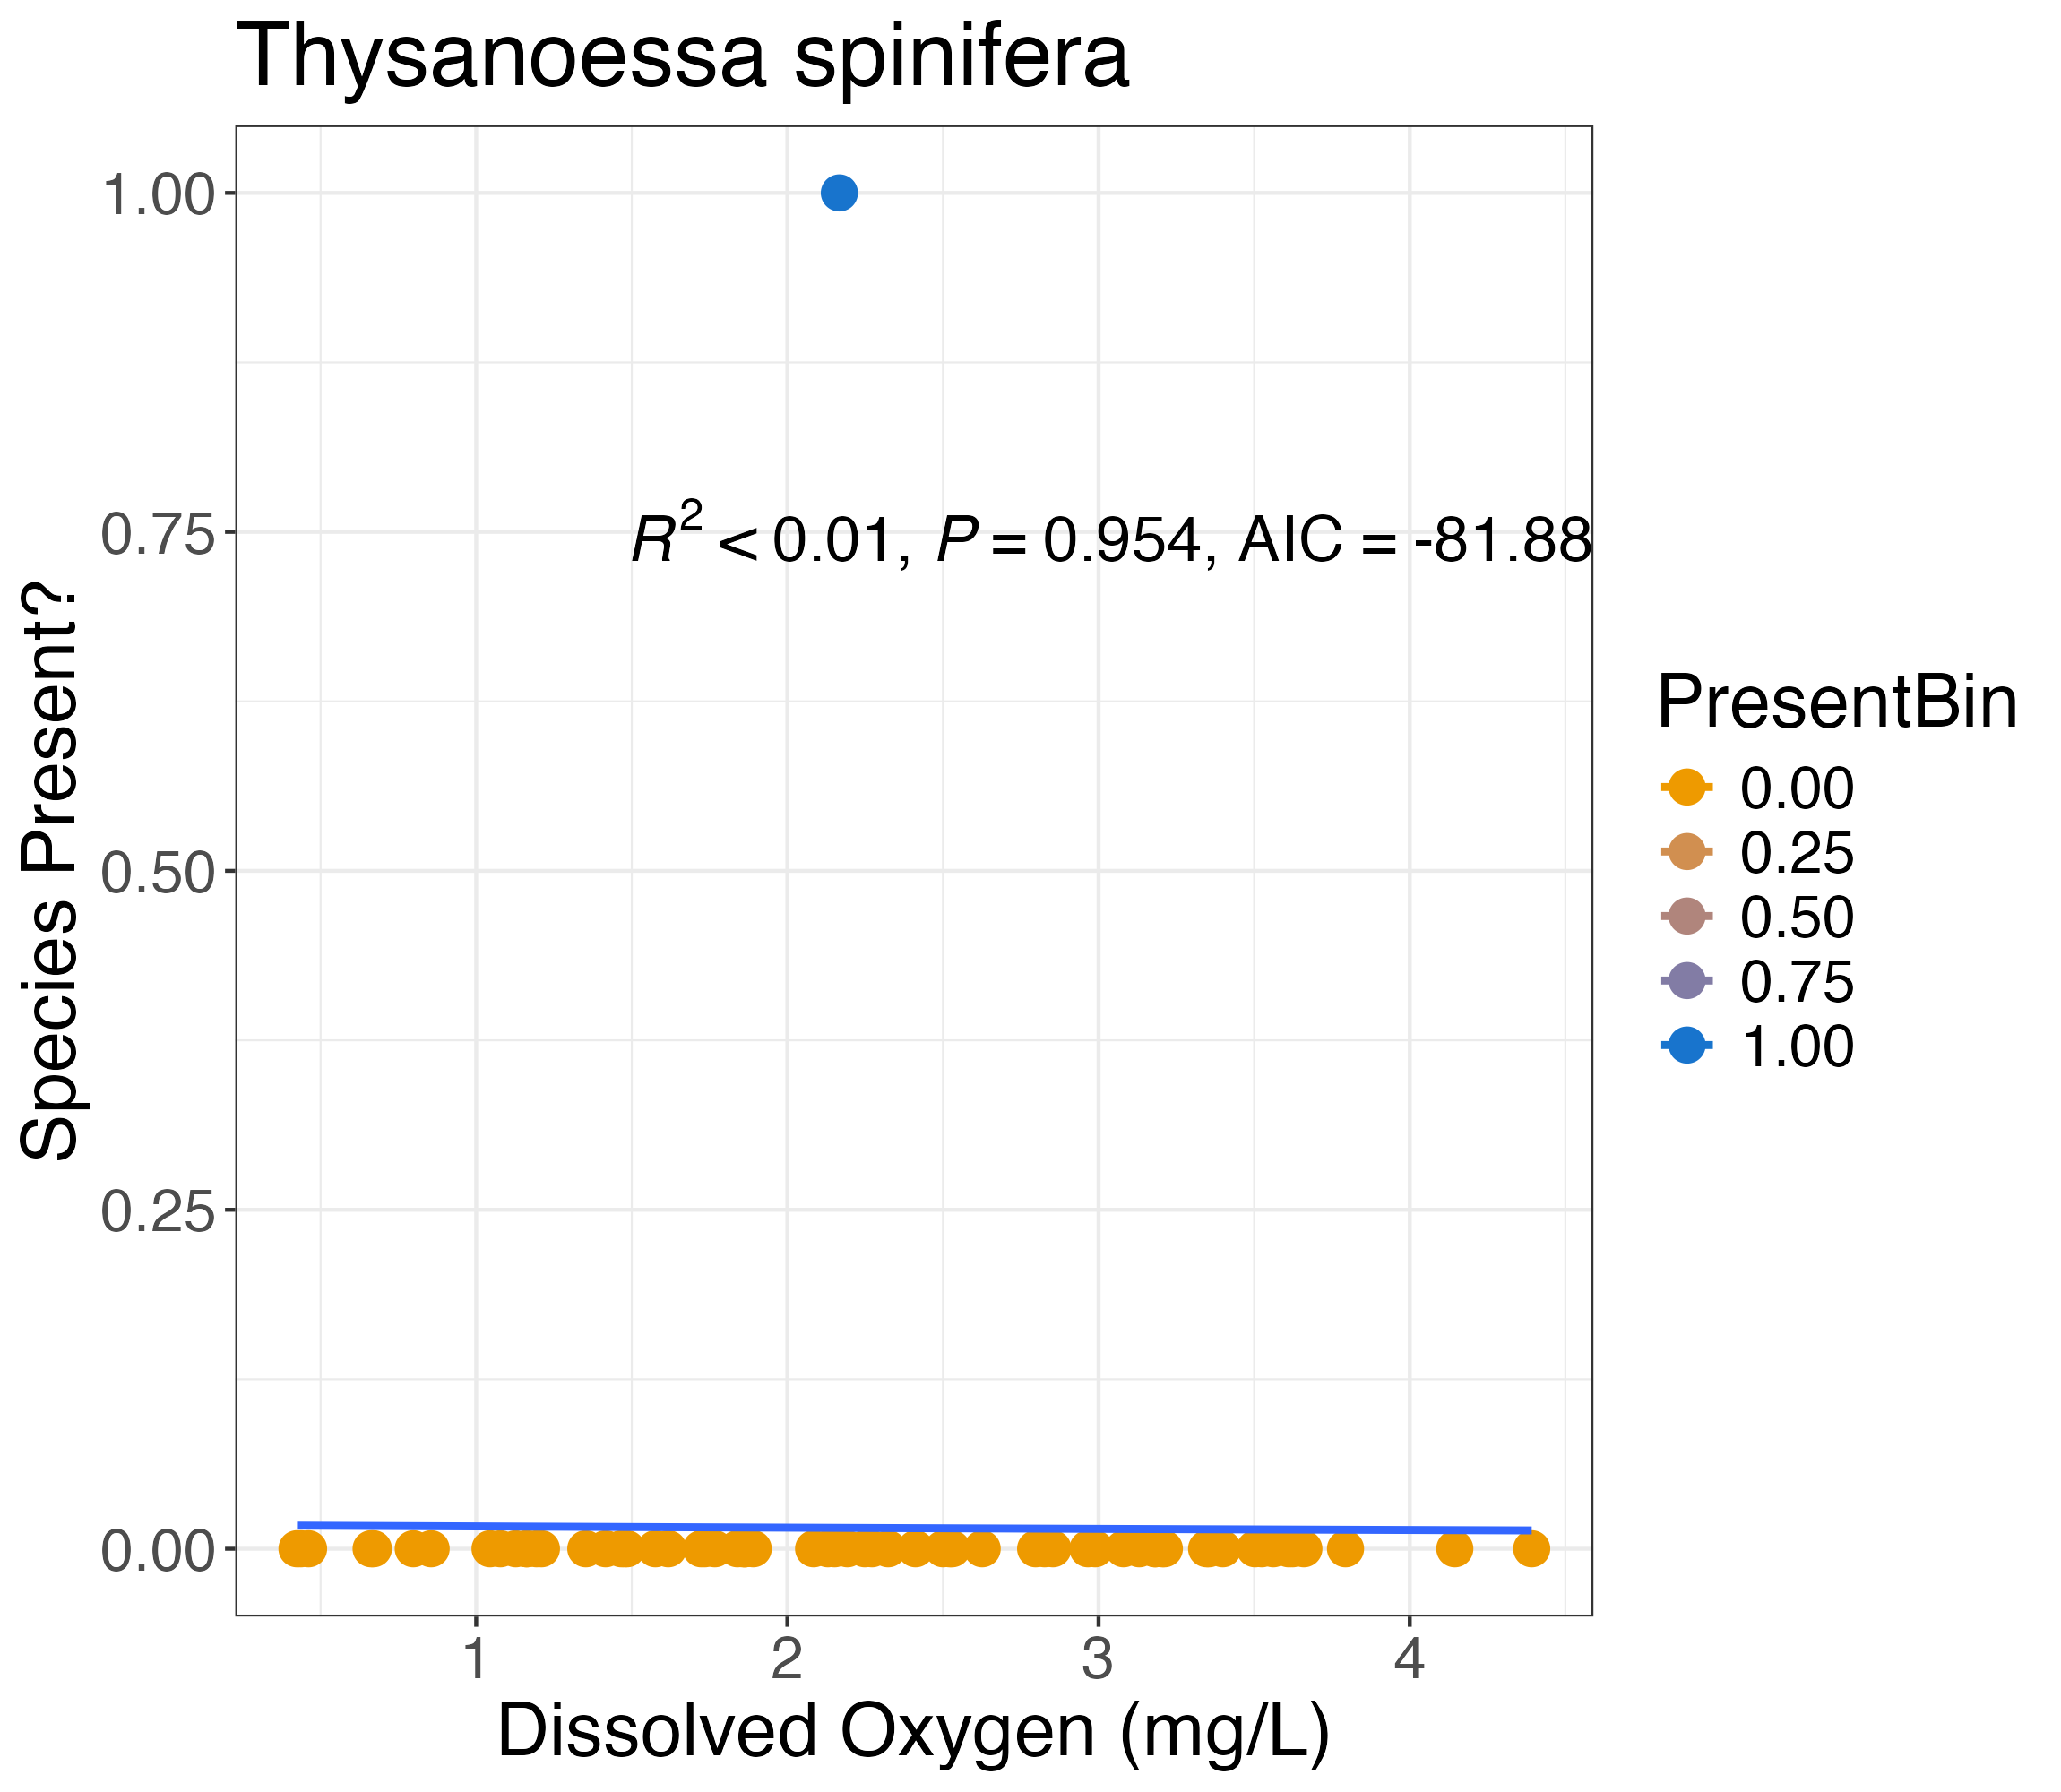 Thysanoessa spinifera
1.00
0.75
0.50
0.25
0.00
Species Present?
R² < 0.01, P = 0.954, AIC = -81.88
1 2 3 4
Dissolved Oxygen (mg/L)
PresentBin
0.00
0.25
0.50
0.75
1.00